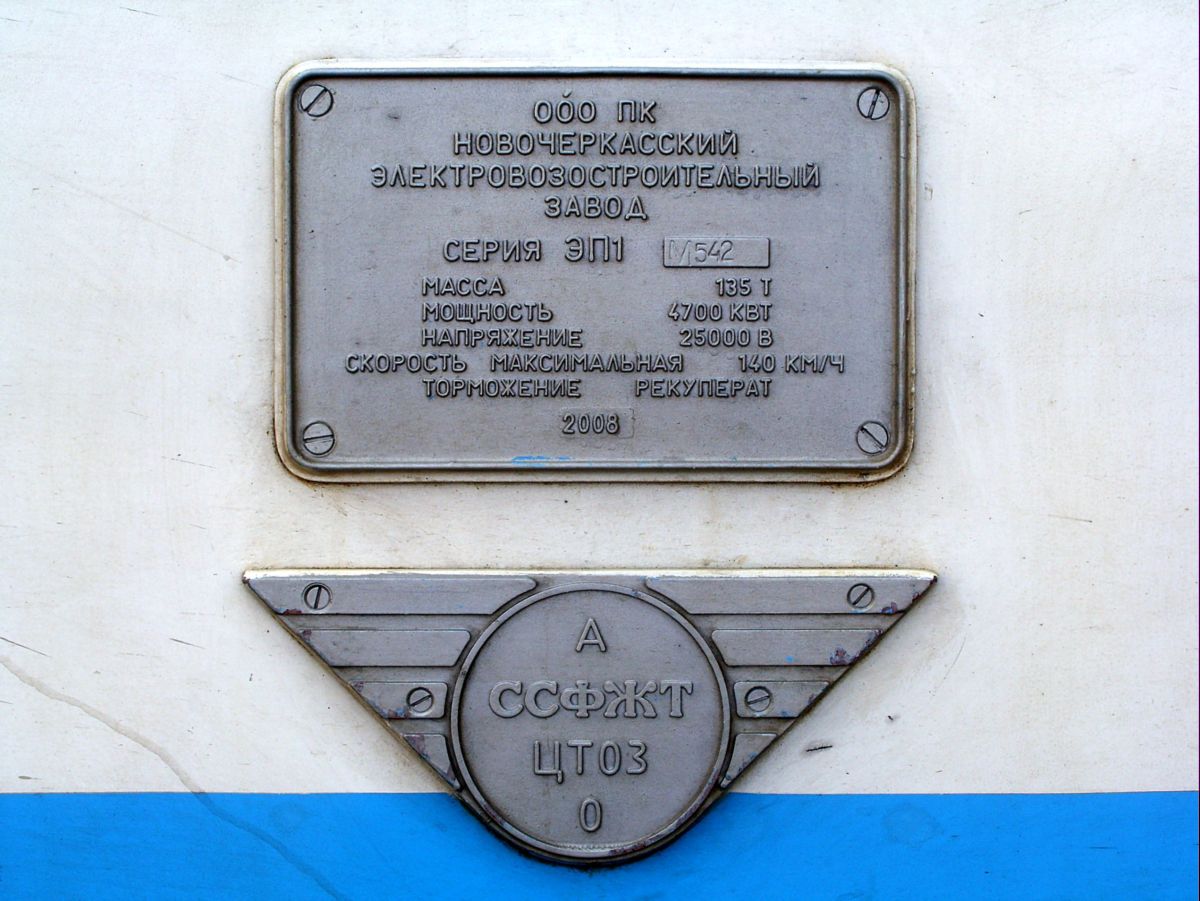 ООО ПК
НОВОЧЕРКАССКИЙ
ЭЛЕКТРОВОЗОСТРОИТЕЛЬНЫЙ
ЗАВОД
СЕРИЯ ЭП1 М542
МАССА 135 Т
МОЩНОСТЬ 4700 КВТ
НАПРЯЖЕНИЕ 25000 В
СКОРОСТЬ МАКСИМАЛЬНАЯ 140 КМ/Ч
ТОРМОЖЕНИЕ РЕКУПЕРАТ
2008
А
ССФЖТ
ЦТ03
0